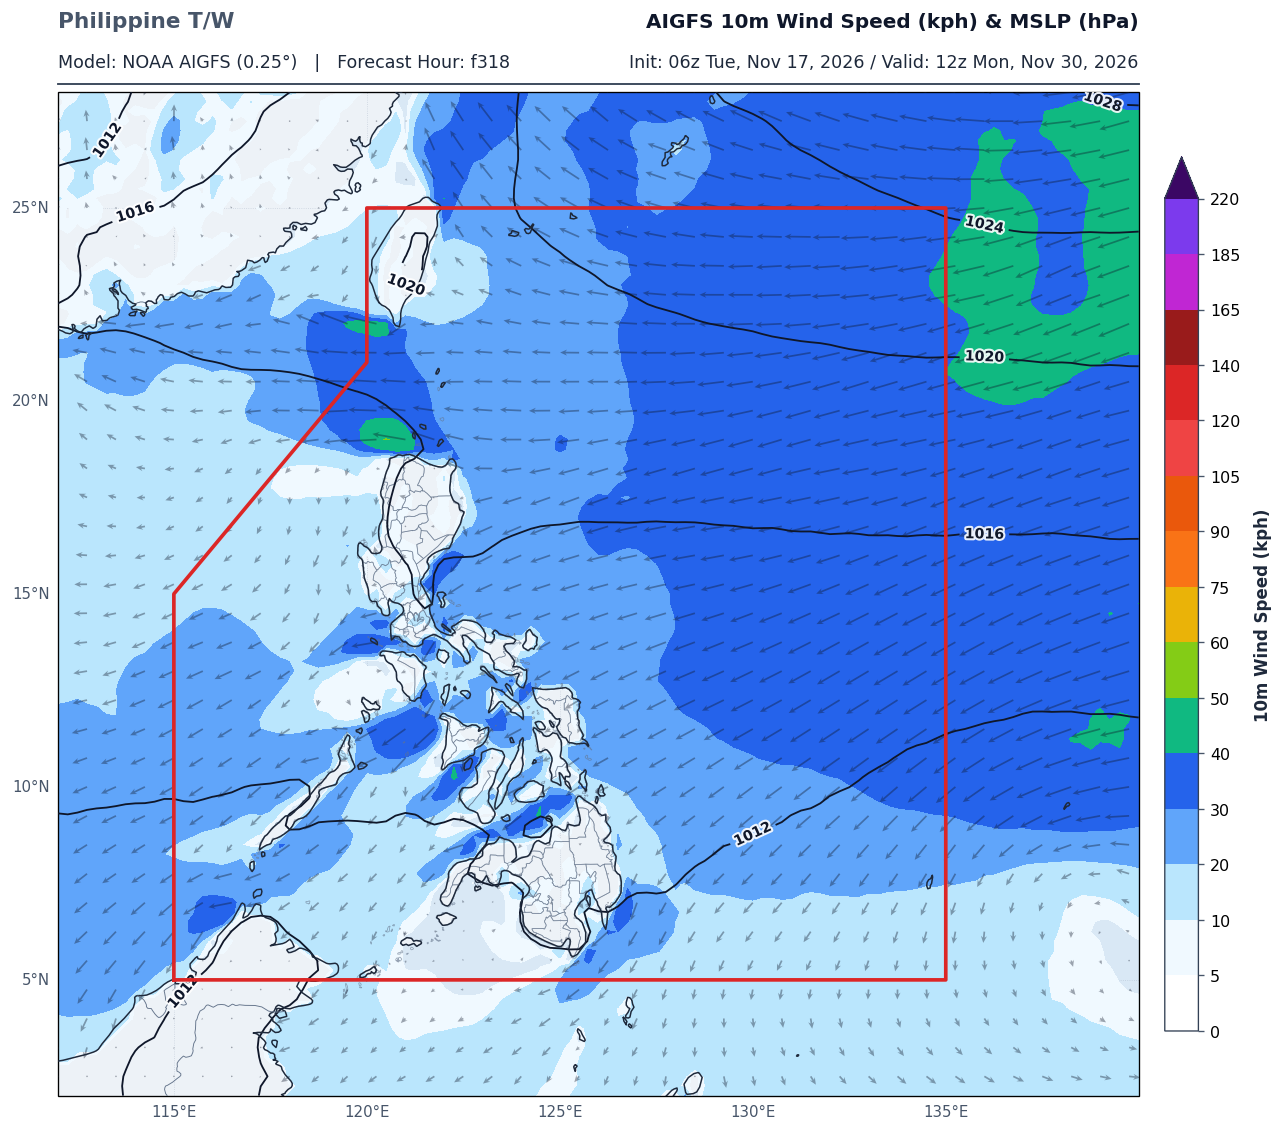 Philippine T/W
AIGFS 10m Wind Speed (kph) & MSLP (hPa)
Model: NOAA AIGFS (0.25°)   |   Forecast Hour: f318
Init: 06z Tue, Nov 17, 2026 / Valid: 12z Mon, Nov 30, 2026
1028
1012
1016
25°N
1024
1020
1020
20°N
1016
15°N
10°N
1012
5°N
1012
115°E
120°E
125°E
130°E
135°E
220
185
165
140
120
105
90
75
60
50
40
30
20
10
5
0
10m Wind Speed (kph)